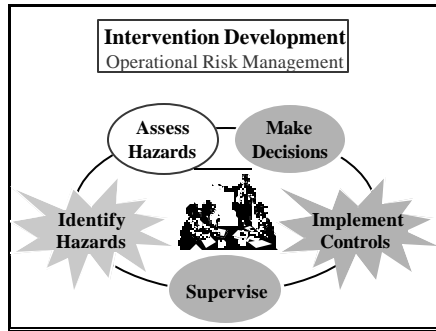 Intervention Development
Operational Risk Management
Assess
Hazards
Make
Decisions
Identify
Hazards
Implement
Controls
Supervise